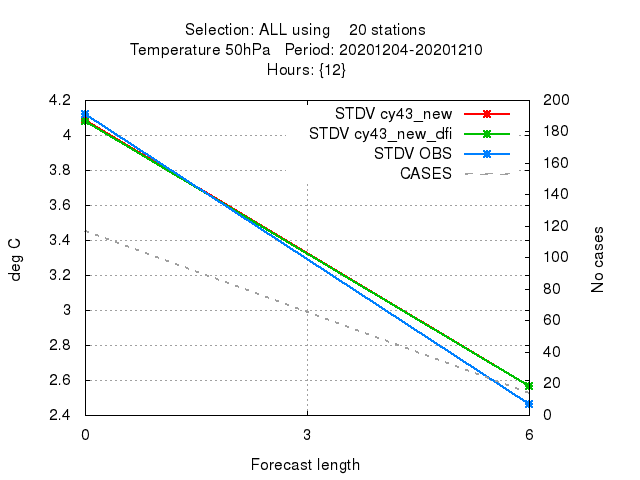 Selection: ALL using    20 stations
Temperature 50hPa   Period: 20201204-20201210
Hours: {12}
STDV cy43_new
STDV cy43_new_dfi
STDV OBS
CASES
deg C
4.2
4
3.8
3.6
3.4
3.2
3
2.8
2.6
2.4
200
180
160
140
120
100
80
60
40
20
0
No cases
0
3
6
Forecast length